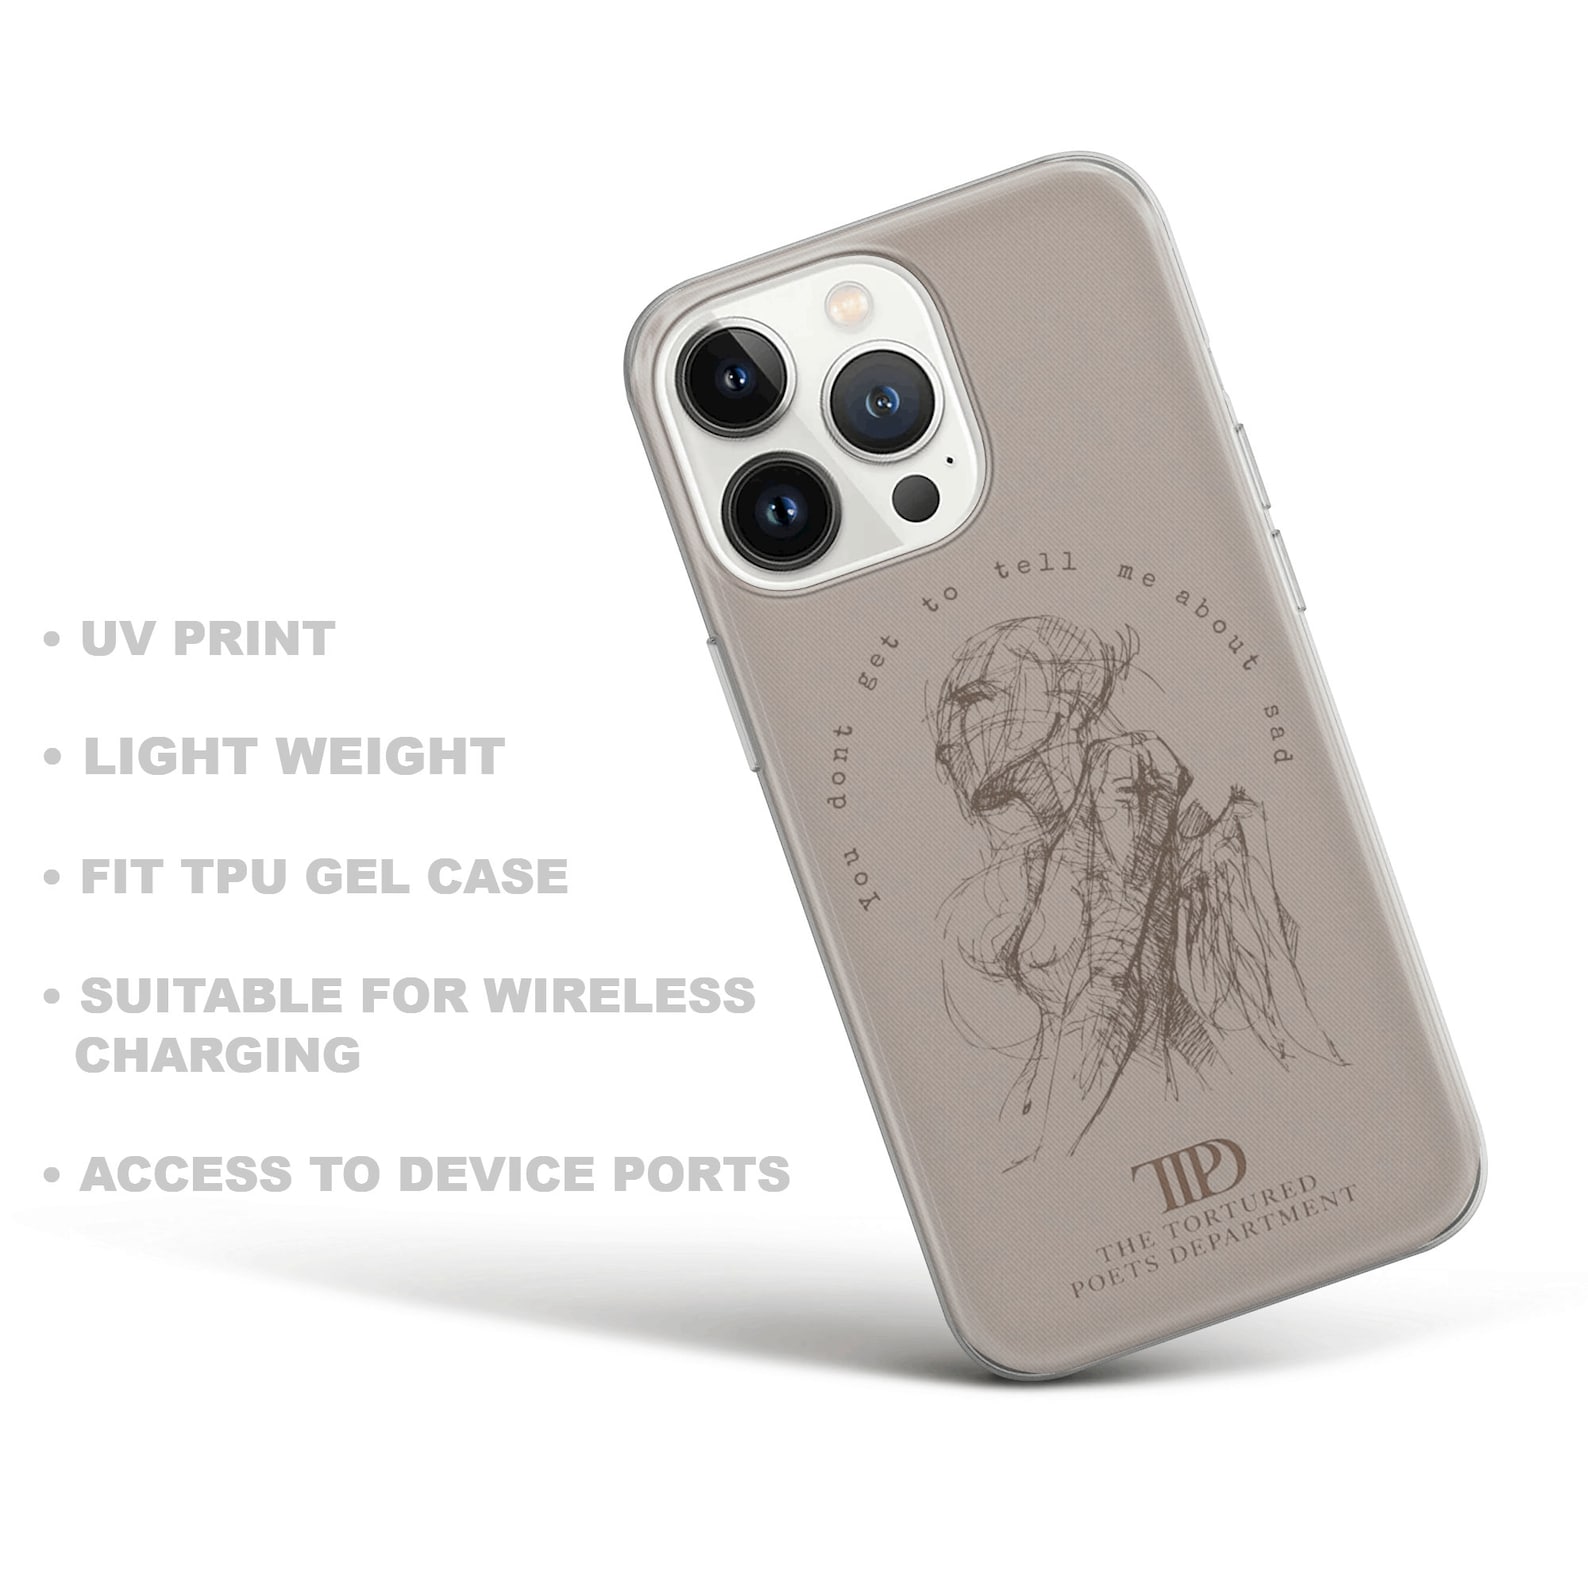 • UV PRINT
• LIGHT WEIGHT
• FIT TPU GEL CASE
• SUITABLE FOR WIRELESS
CHARGING
• ACCESS TO DEVICE PORTS
You dont get to tell me about sad
TTPD
THE TORTURED
POETS DEPARTMENT